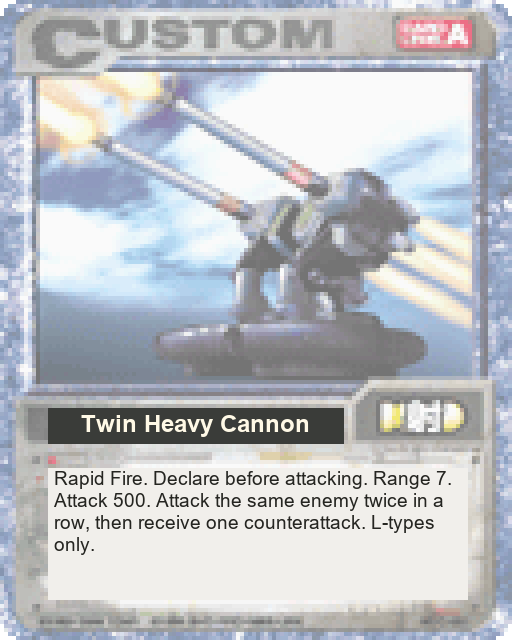 CUSTOM
A
Twin Heavy Cannon
Rapid Fire. Declare before attacking. Range 7.
Attack 500. Attack the same enemy twice in a
row, then receive one counterattack. L-types
only.